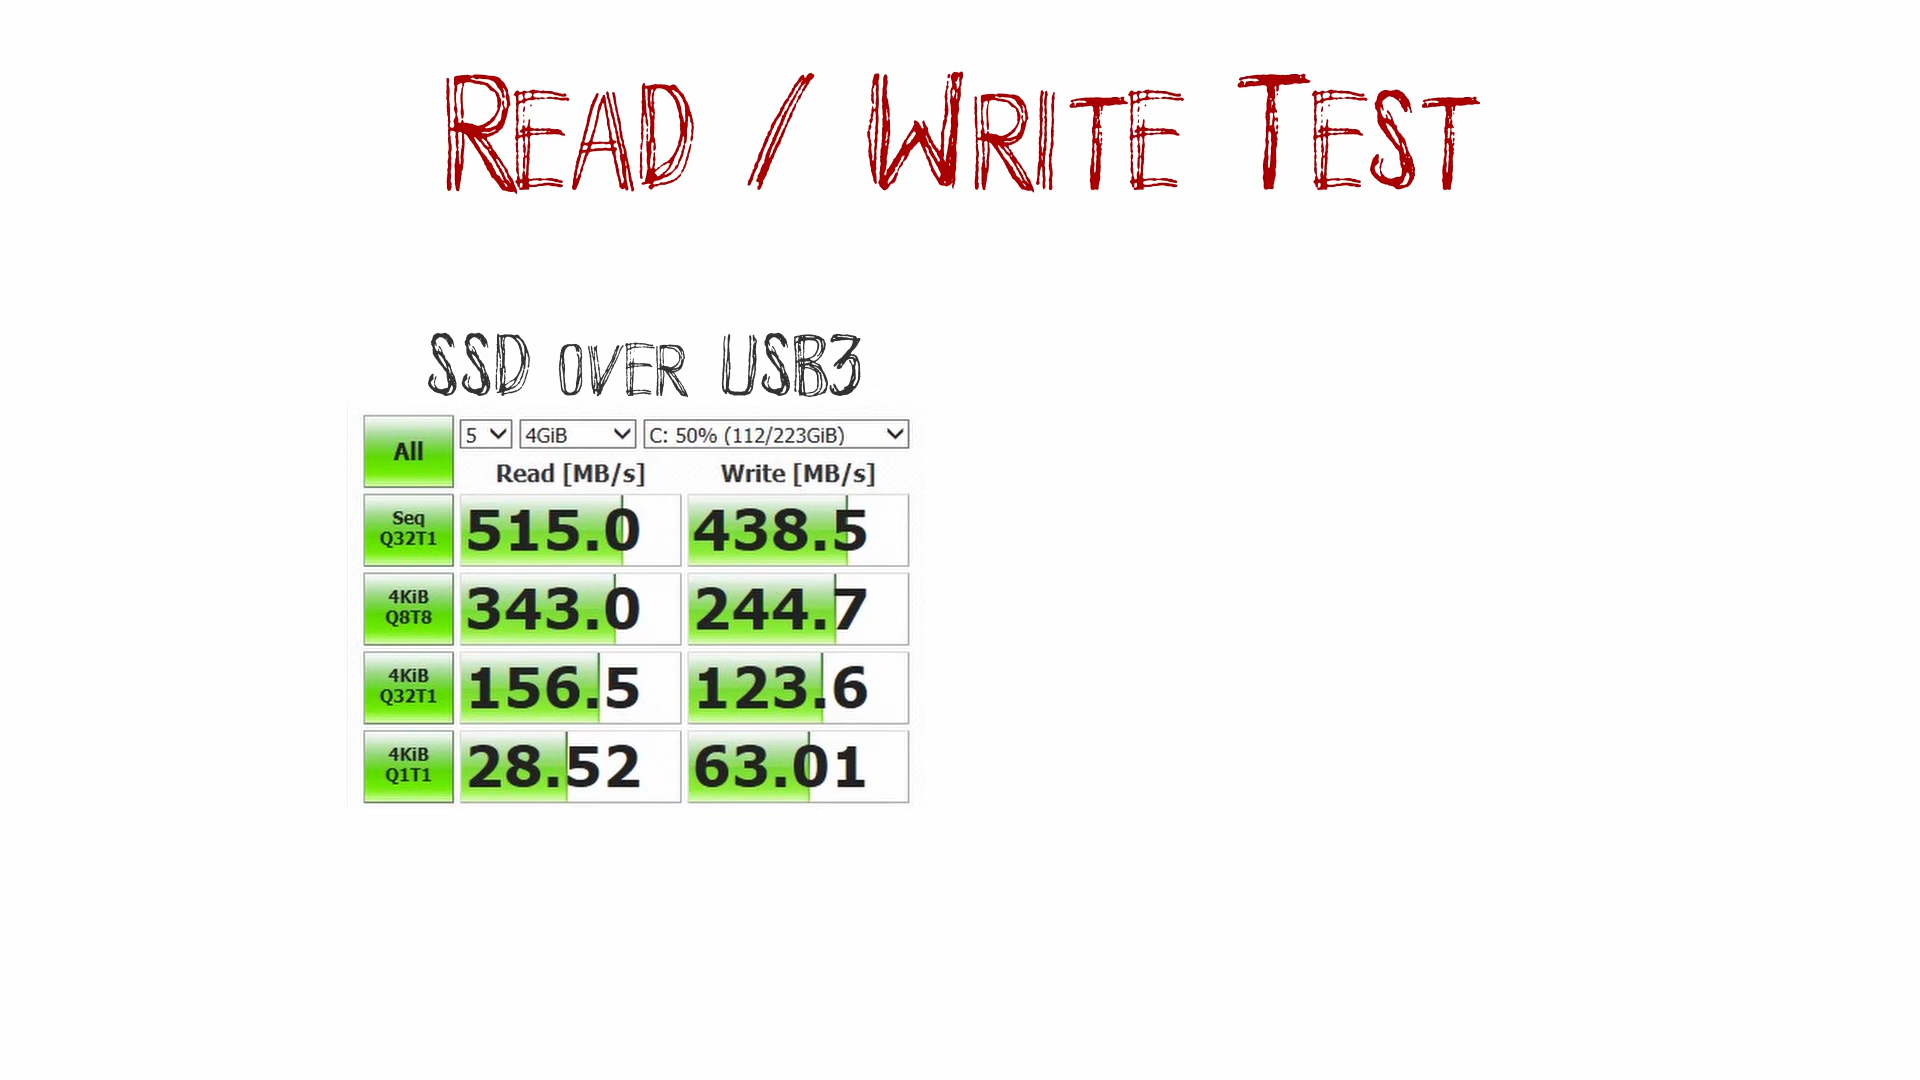 Read / Write Test
SSD over USB3
All 5 4GiB C: 50% (112/223GiB)
Read [MB/s] Write [MB/s]
Seq Q32T1 515.0 438.5
4KiB Q8T8 343.0 244.7
4KiB Q32T1 156.5 123.6
4KiB Q1T1 28.52 63.01